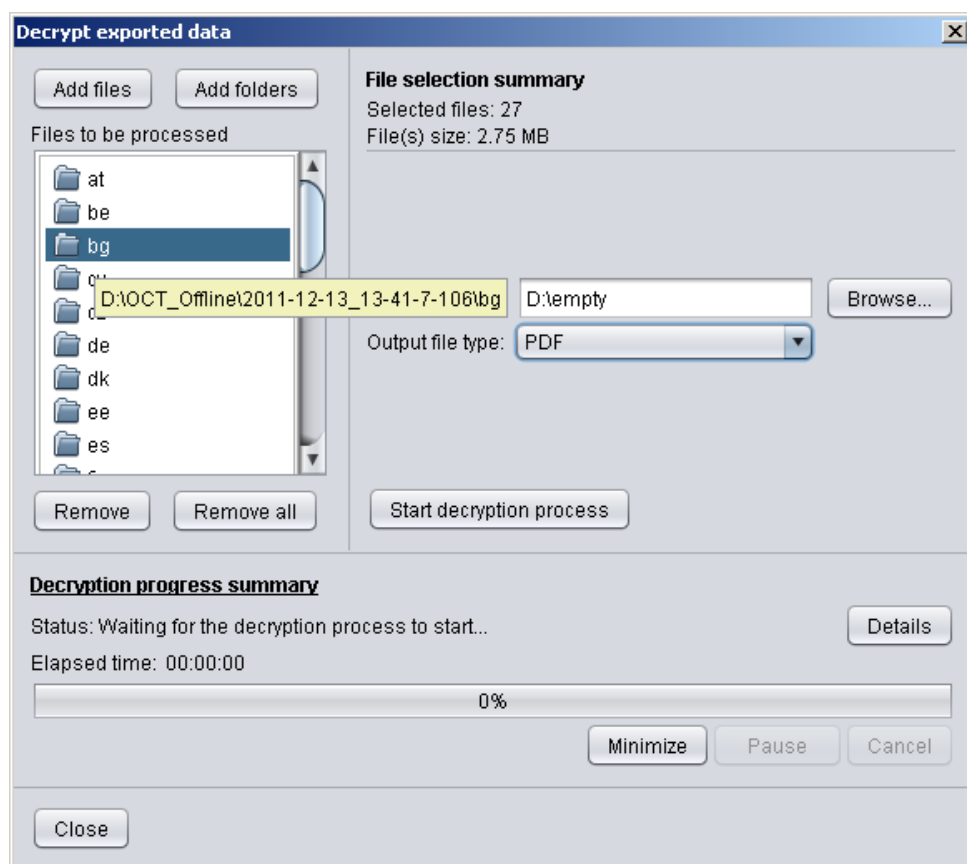 Decrypt exported data
Add files
Add folders
Files to be processed
at
be
bg
D:\OCT_Offline\2011-12-13_13-41-7-106\bg
de
dk
ee
es
Remove
Remove all
File selection summary
Selected files: 27
File(s) size: 2.75 MB
D:\empty
Browse...
Output file type: PDF
Start decryption process
Decryption progress summary
Status: Waiting for the decryption process to start...
Details
Elapsed time: 00:00:00
0%
Minimize
Pause
Cancel
Close